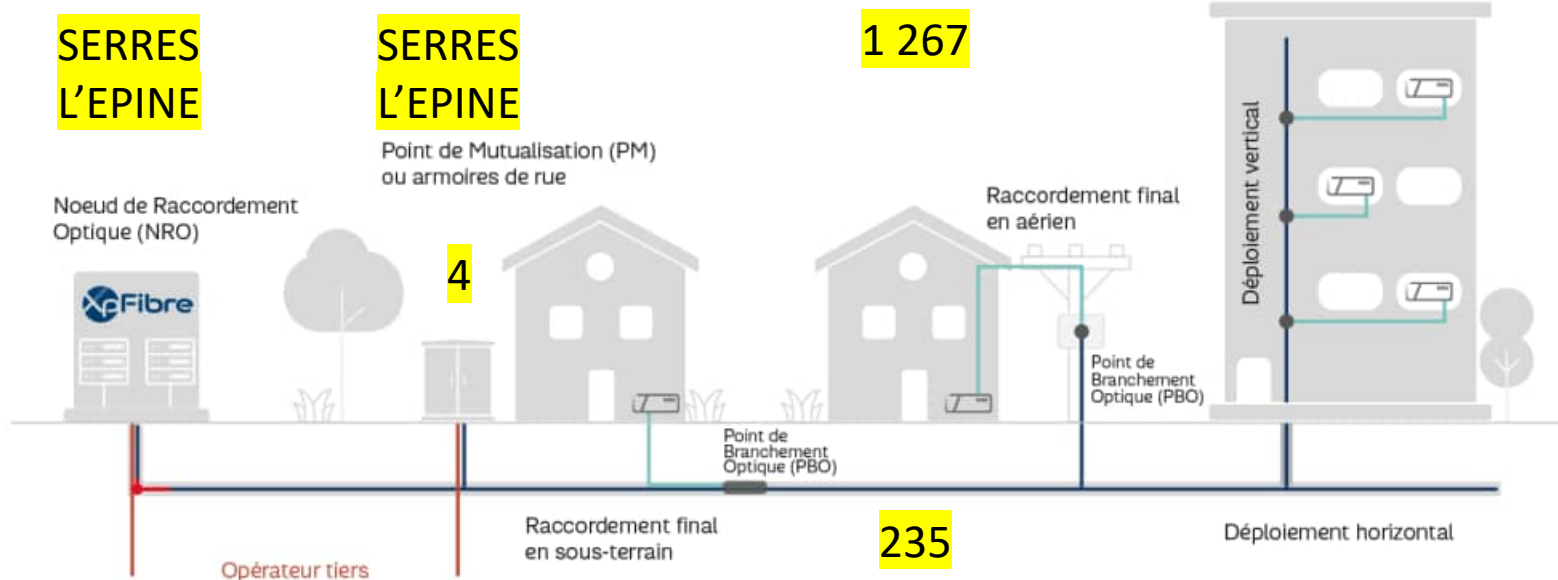 SERRES
L’EPINE
SERRES
L’EPINE
1 267
Point de Mutualisation (PM)
ou armoires de rue
Noeud de Raccordement
Optique (NRO)
4
Raccordement final
en aérien
Déploiement vertical
XpFibre
Point de
Branchement
Optique (PBO)
Point de
Branchement
Optique (PBO)
Raccordement final
en sous-terrain
235
Déploiement horizontal
Opérateur tiers